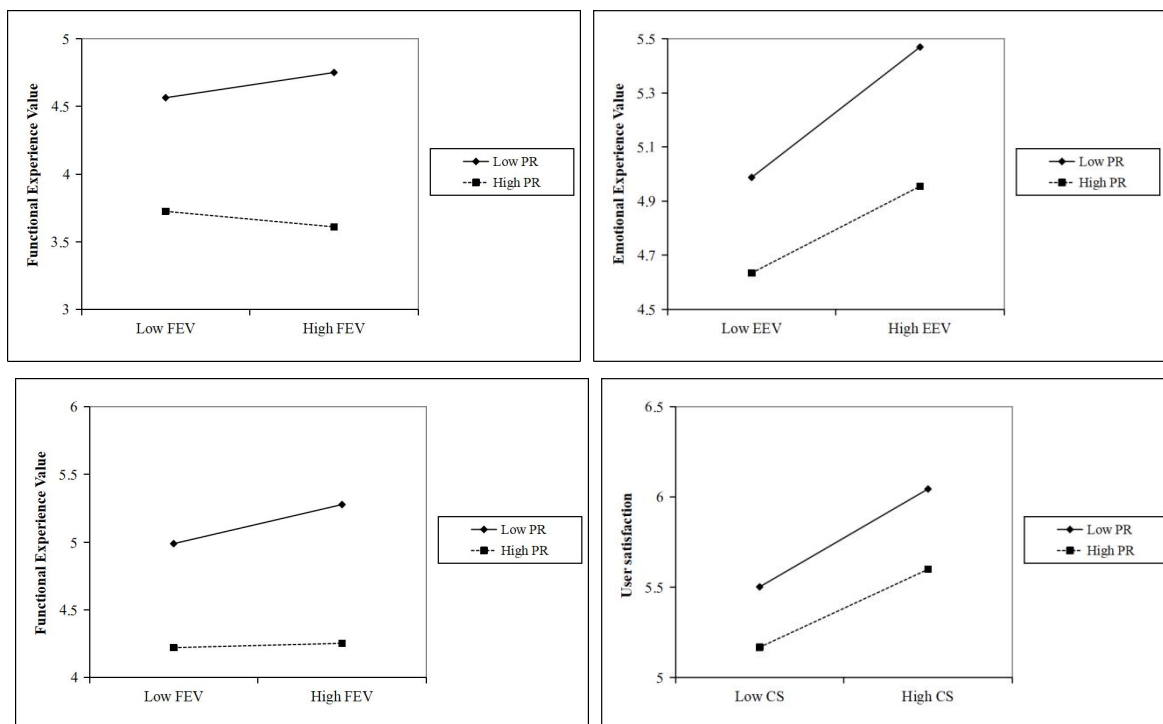 Functional Experience Value
5
4.5
4
3.5
3
Low FEV
High FEV
Low PR
High PR
Emotional Experience Value
5.5
5.3
5.1
4.9
4.7
4.5
Low EEV
High EEV
Low PR
High PR
Functional Experience Value
6
5.5
5
4.5
4
Low FEV
High FEV
Low PR
High PR
User satisfaction
6.5
6
5.5
5
Low CS
High CS
Low PR
High PR